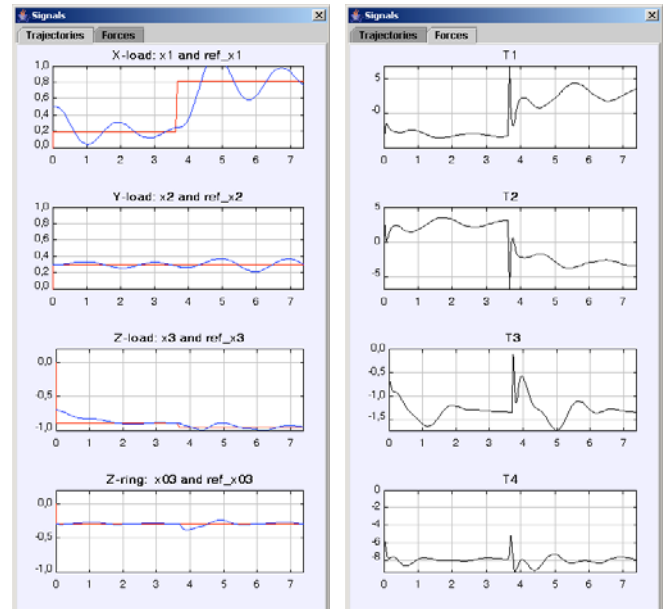 Signals
Trajectories Forces
X-load: x1 and ref_x1
1,0
0,8
0,6
0,4
0,2
0,0
0 1 2 3 4 5 6 7
Y-load: x2 and ref_x2
1,0
0,8
0,6
0,4
0,2
0,0
0 1 2 3 4 5 6 7
Z-load: x3 and ref_x3
0,0
-0,5
-1,0
0 1 2 3 4 5 6 7
Z-ring: x03 and ref_x03
0,0
-0,5
-1,0
0 1 2 3 4 5 6 7
Signals
Trajectories Forces
T1
5
-0
0 1 2 3 4 5 6 7
T2
5
0
-5
0 1 2 3 4 5 6 7
T3
0,0
-0,5
-1,0
-1,5
0 1 2 3 4 5 6 7
T4
0
-2
-4
-6
-8
0 1 2 3 4 5 6 7